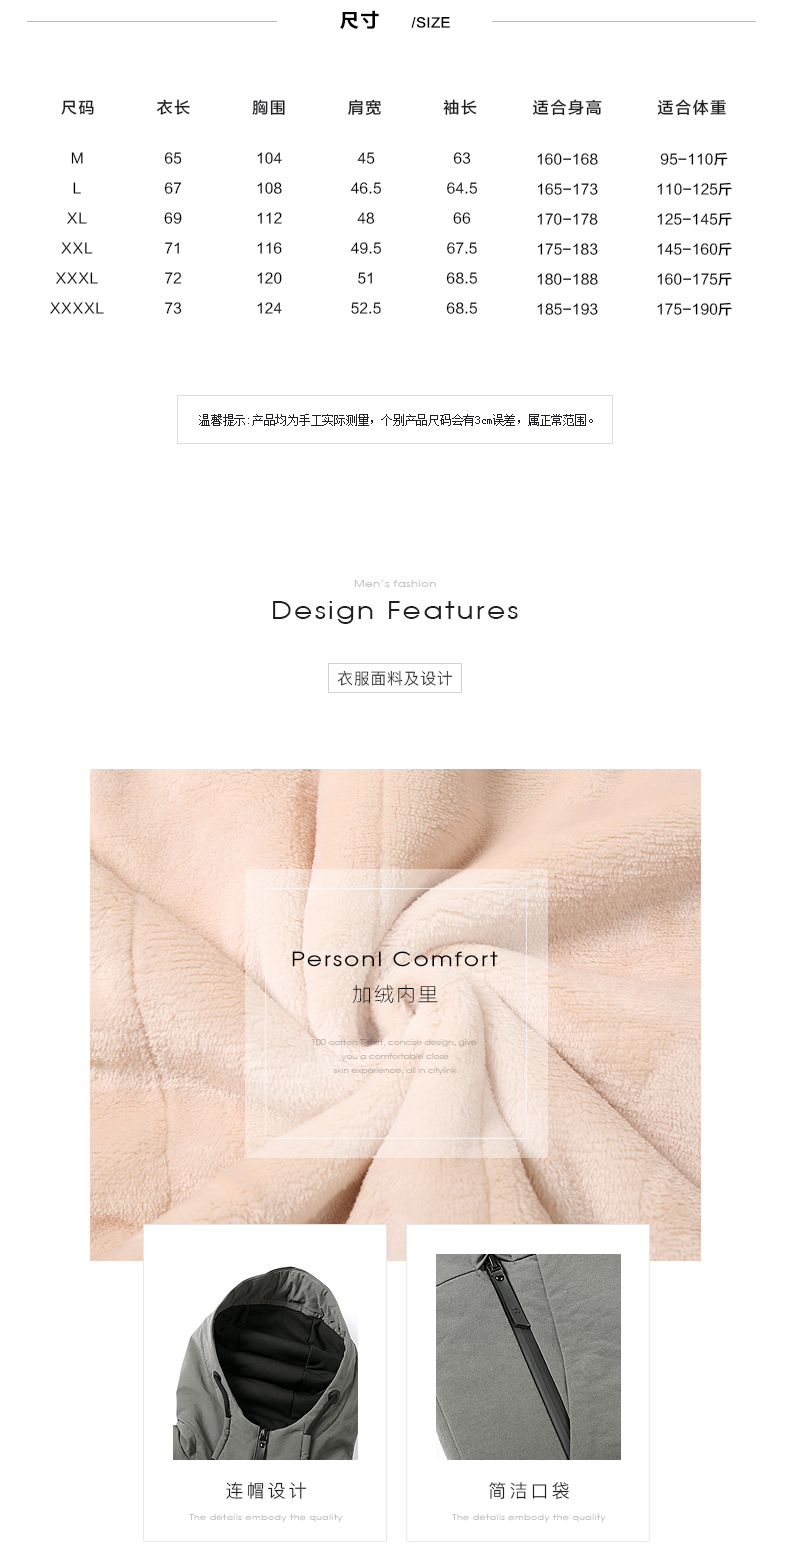 尺寸 /SIZE
尺码 衣长 胸围 肩宽 袖长 适合身高 适合体重
M 65 104 45 63 160-168 95-110斤
L 67 108 46.5 64.5 165-173 110-125斤
XL 69 112 48 66 170-178 125-145斤
XXL 71 116 49.5 67.5 175-183 145-160斤
XXXL 72 120 51 68.5 180-188 160-175斤
XXXXL 73 124 52.5 68.5 185-193 175-190斤
温馨提示:产品均为手工实际测量，个别产品尺码会有3cm误差，属正常范围。
Men's fashion
Design Features
衣服面料及设计
Personl Comfort
加绒内里
100 cotton T-shirt, concise design, give
you a comfortable close
skin experience, all in citylink
连帽设计
The details embody the quality
简洁口袋
The details embody the quality